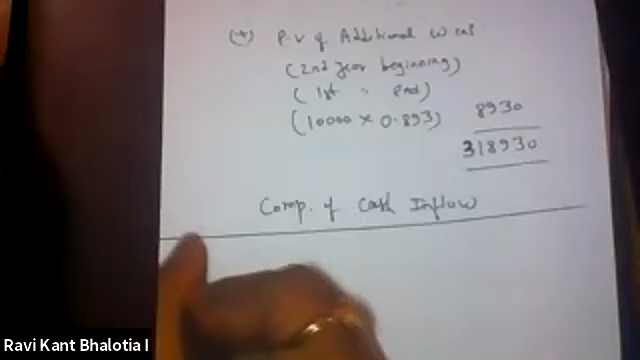 (+) P.V of Additional W cap
(2nd year beginning)
(1st " end)
(10000 × 0.893) 8930
318930
Comp. of Cash Inflow
Ravi Kant Bhalotia I